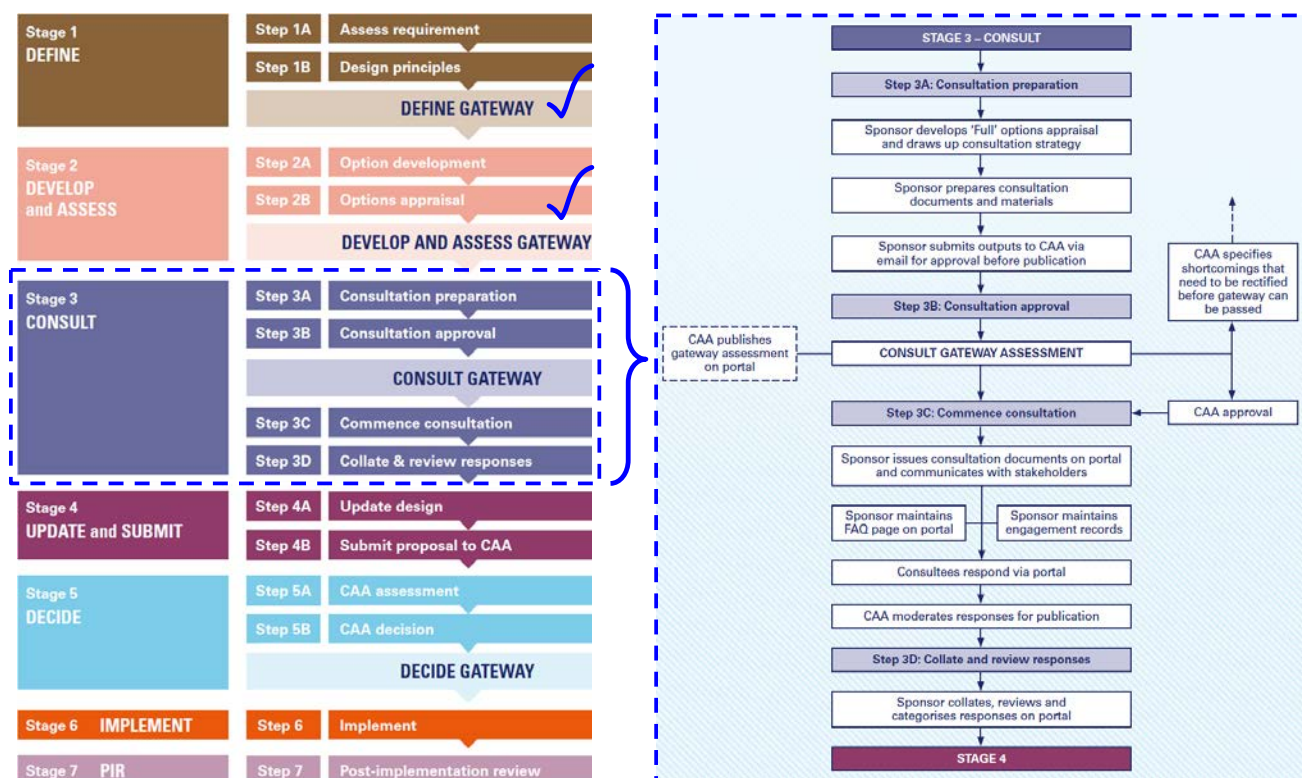 Stage 1
DEFINE
Step 1A
Assess requirement
Step 1B
Design principles
DEFINE GATEWAY
Stage 2
DEVELOP
and ASSESS
Step 2A
Option development
Step 2B
Options appraisal
DEVELOP AND ASSESS GATEWAY
Stage 3
CONSULT
Step 3A
Consultation preparation
Step 3B
Consultation approval
CONSULT GATEWAY
Step 3C
Commence consultation
Step 3D
Collate & review responses
Stage 4
UPDATE and SUBMIT
Step 4A
Update design
Step 4B
Submit proposal to CAA
Stage 5
DECIDE
Step 5A
CAA assessment
Step 5B
CAA decision
DECIDE GATEWAY
Stage 6 IMPLEMENT
Step 6
Implement
Stage 7 PIR
Step 7
Post-implementation review
STAGE 3 – CONSULT
Step 3A: Consultation preparation
Sponsor develops 'Full' options appraisal
and draws up consultation strategy
Sponsor prepares consultation
documents and materials
Sponsor submits outputs to CAA via
email for approval before publication
CAA specifies
shortcomings that
need to be rectified
before gateway can
be passed
Step 3B: Consultation approval
CAA publishes
gateway assessment
on portal
CONSULT GATEWAY ASSESSMENT
Step 3C: Commence consultation
CAA approval
Sponsor issues consultation documents on portal
and communicates with stakeholders
Sponsor maintains
FAQ page on portal
Sponsor maintains
engagement records
Consultees respond via portal
CAA moderates responses for publication
Step 3D: Collate and review responses
Sponsor collates, reviews and
categorises responses on portal
STAGE 4